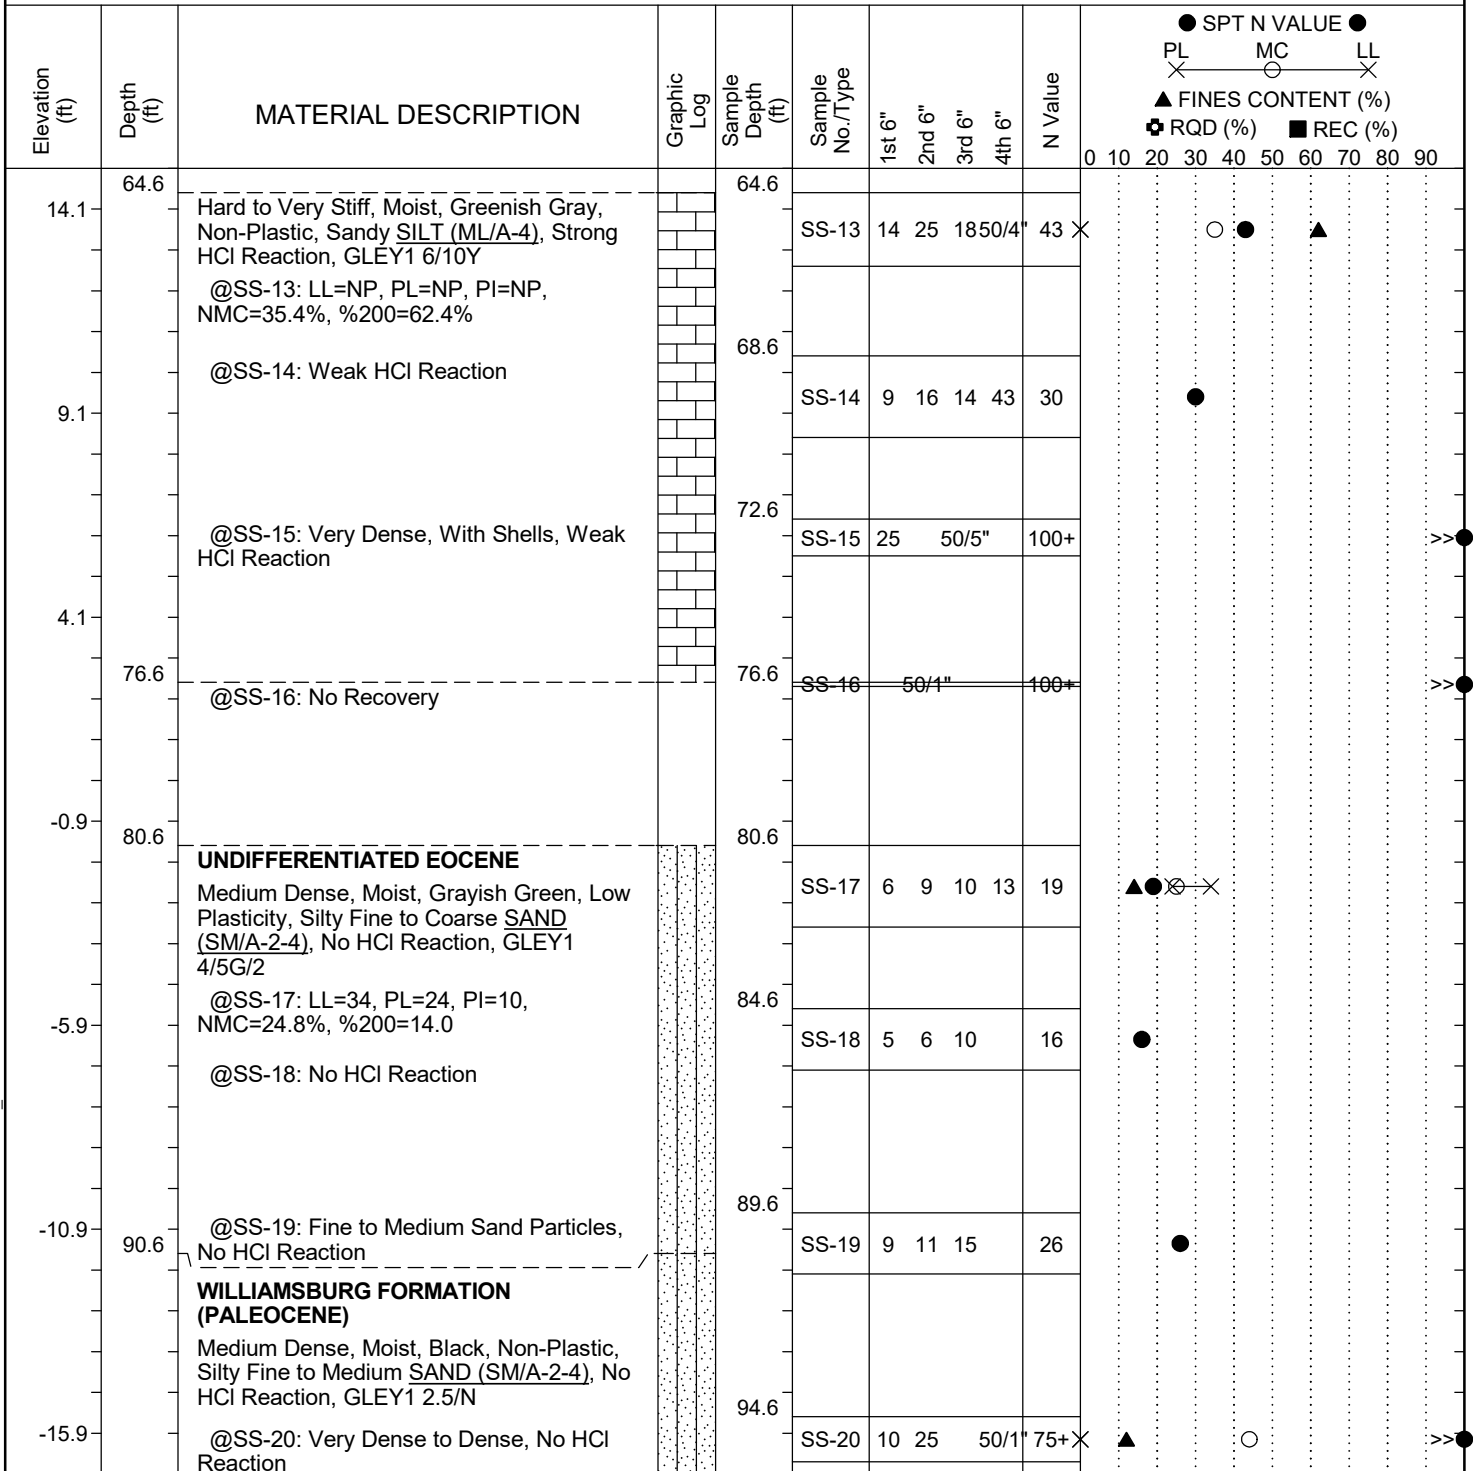 Elevation
(ft)
Depth
(ft)
MATERIAL DESCRIPTION
Graphic
Log
Sample
Depth
(ft)
Sample
No./Type
1st 6"
2nd 6"
3rd 6"
4th 6"
N Value
● SPT N VALUE ●
PL MC LL
▲ FINES CONTENT (%)
RQD (%) ■ REC (%)
0 10 20 30 40 50 60 70 80 90
64.6 64.6
14.1
Hard to Very Stiff, Moist, Greenish Gray,
Non-Plastic, Sandy SILT (ML/A-4), Strong
HCl Reaction, GLEY1 6/10Y
SS-13 14 25 18 50/4" 43
@SS-13: LL=NP, PL=NP, PI=NP,
NMC=35.4%, %200=62.4%
68.6
@SS-14: Weak HCl Reaction
SS-14 9 16 14 43 30
9.1
72.6
@SS-15: Very Dense, With Shells, Weak
HCl Reaction
SS-15 25 50/5" 100+ >>
4.1
76.6 76.6
@SS-16: No Recovery
SS-16 50/1" 100+ >>
-0.9
80.6 80.6
UNDIFFERENTIATED EOCENE
Medium Dense, Moist, Grayish Green, Low
Plasticity, Silty Fine to Coarse SAND
(SM/A-2-4), No HCl Reaction, GLEY1
4/5G/2
SS-17 6 9 10 13 19
@SS-17: LL=34, PL=24, PI=10,
NMC=24.8%, %200=14.0
84.6
-5.9
SS-18 5 6 10 16
@SS-18: No HCl Reaction
89.6
-10.9
@SS-19: Fine to Medium Sand Particles,
No HCl Reaction
90.6
SS-19 9 11 15 26
WILLIAMSBURG FORMATION
(PALEOCENE)
Medium Dense, Moist, Black, Non-Plastic,
Silty Fine to Medium SAND (SM/A-2-4), No
HCl Reaction, GLEY1 2.5/N
94.6
-15.9
@SS-20: Very Dense to Dense, No HCl
Reaction
SS-20 10 25 50/1" 75+ >>